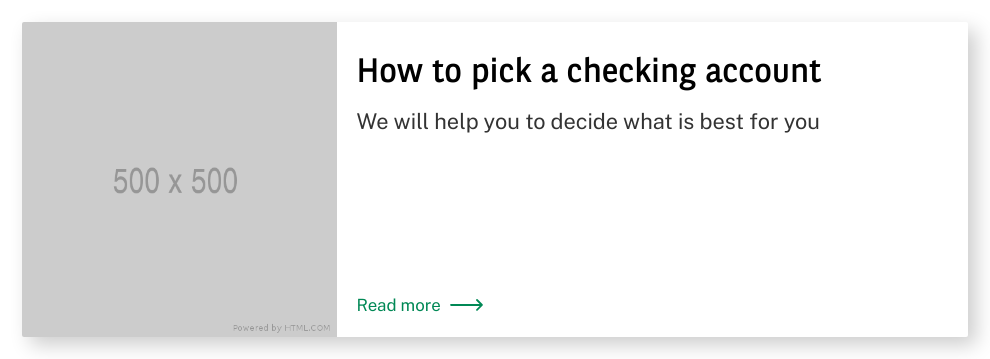 How to pick a checking account
We will help you to decide what is best for you
500 x 500
Read more
Powered by HTML.COM